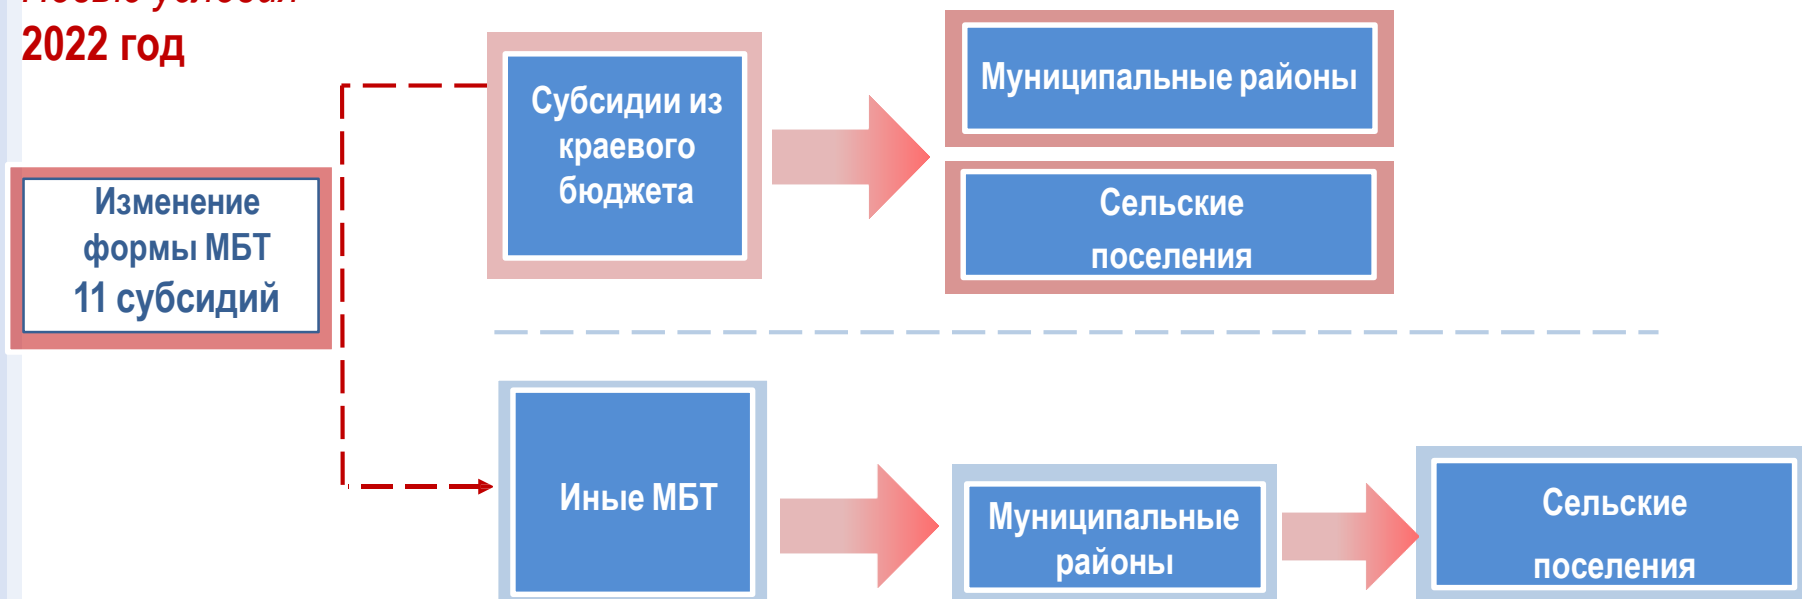 2022 год
Субсидии из
краевого
бюджета
Муниципальные районы
Сельские
поселения
Изменение
формы МБТ
11 субсидий
Иные МБТ
Муниципальные
районы
Сельские
поселения